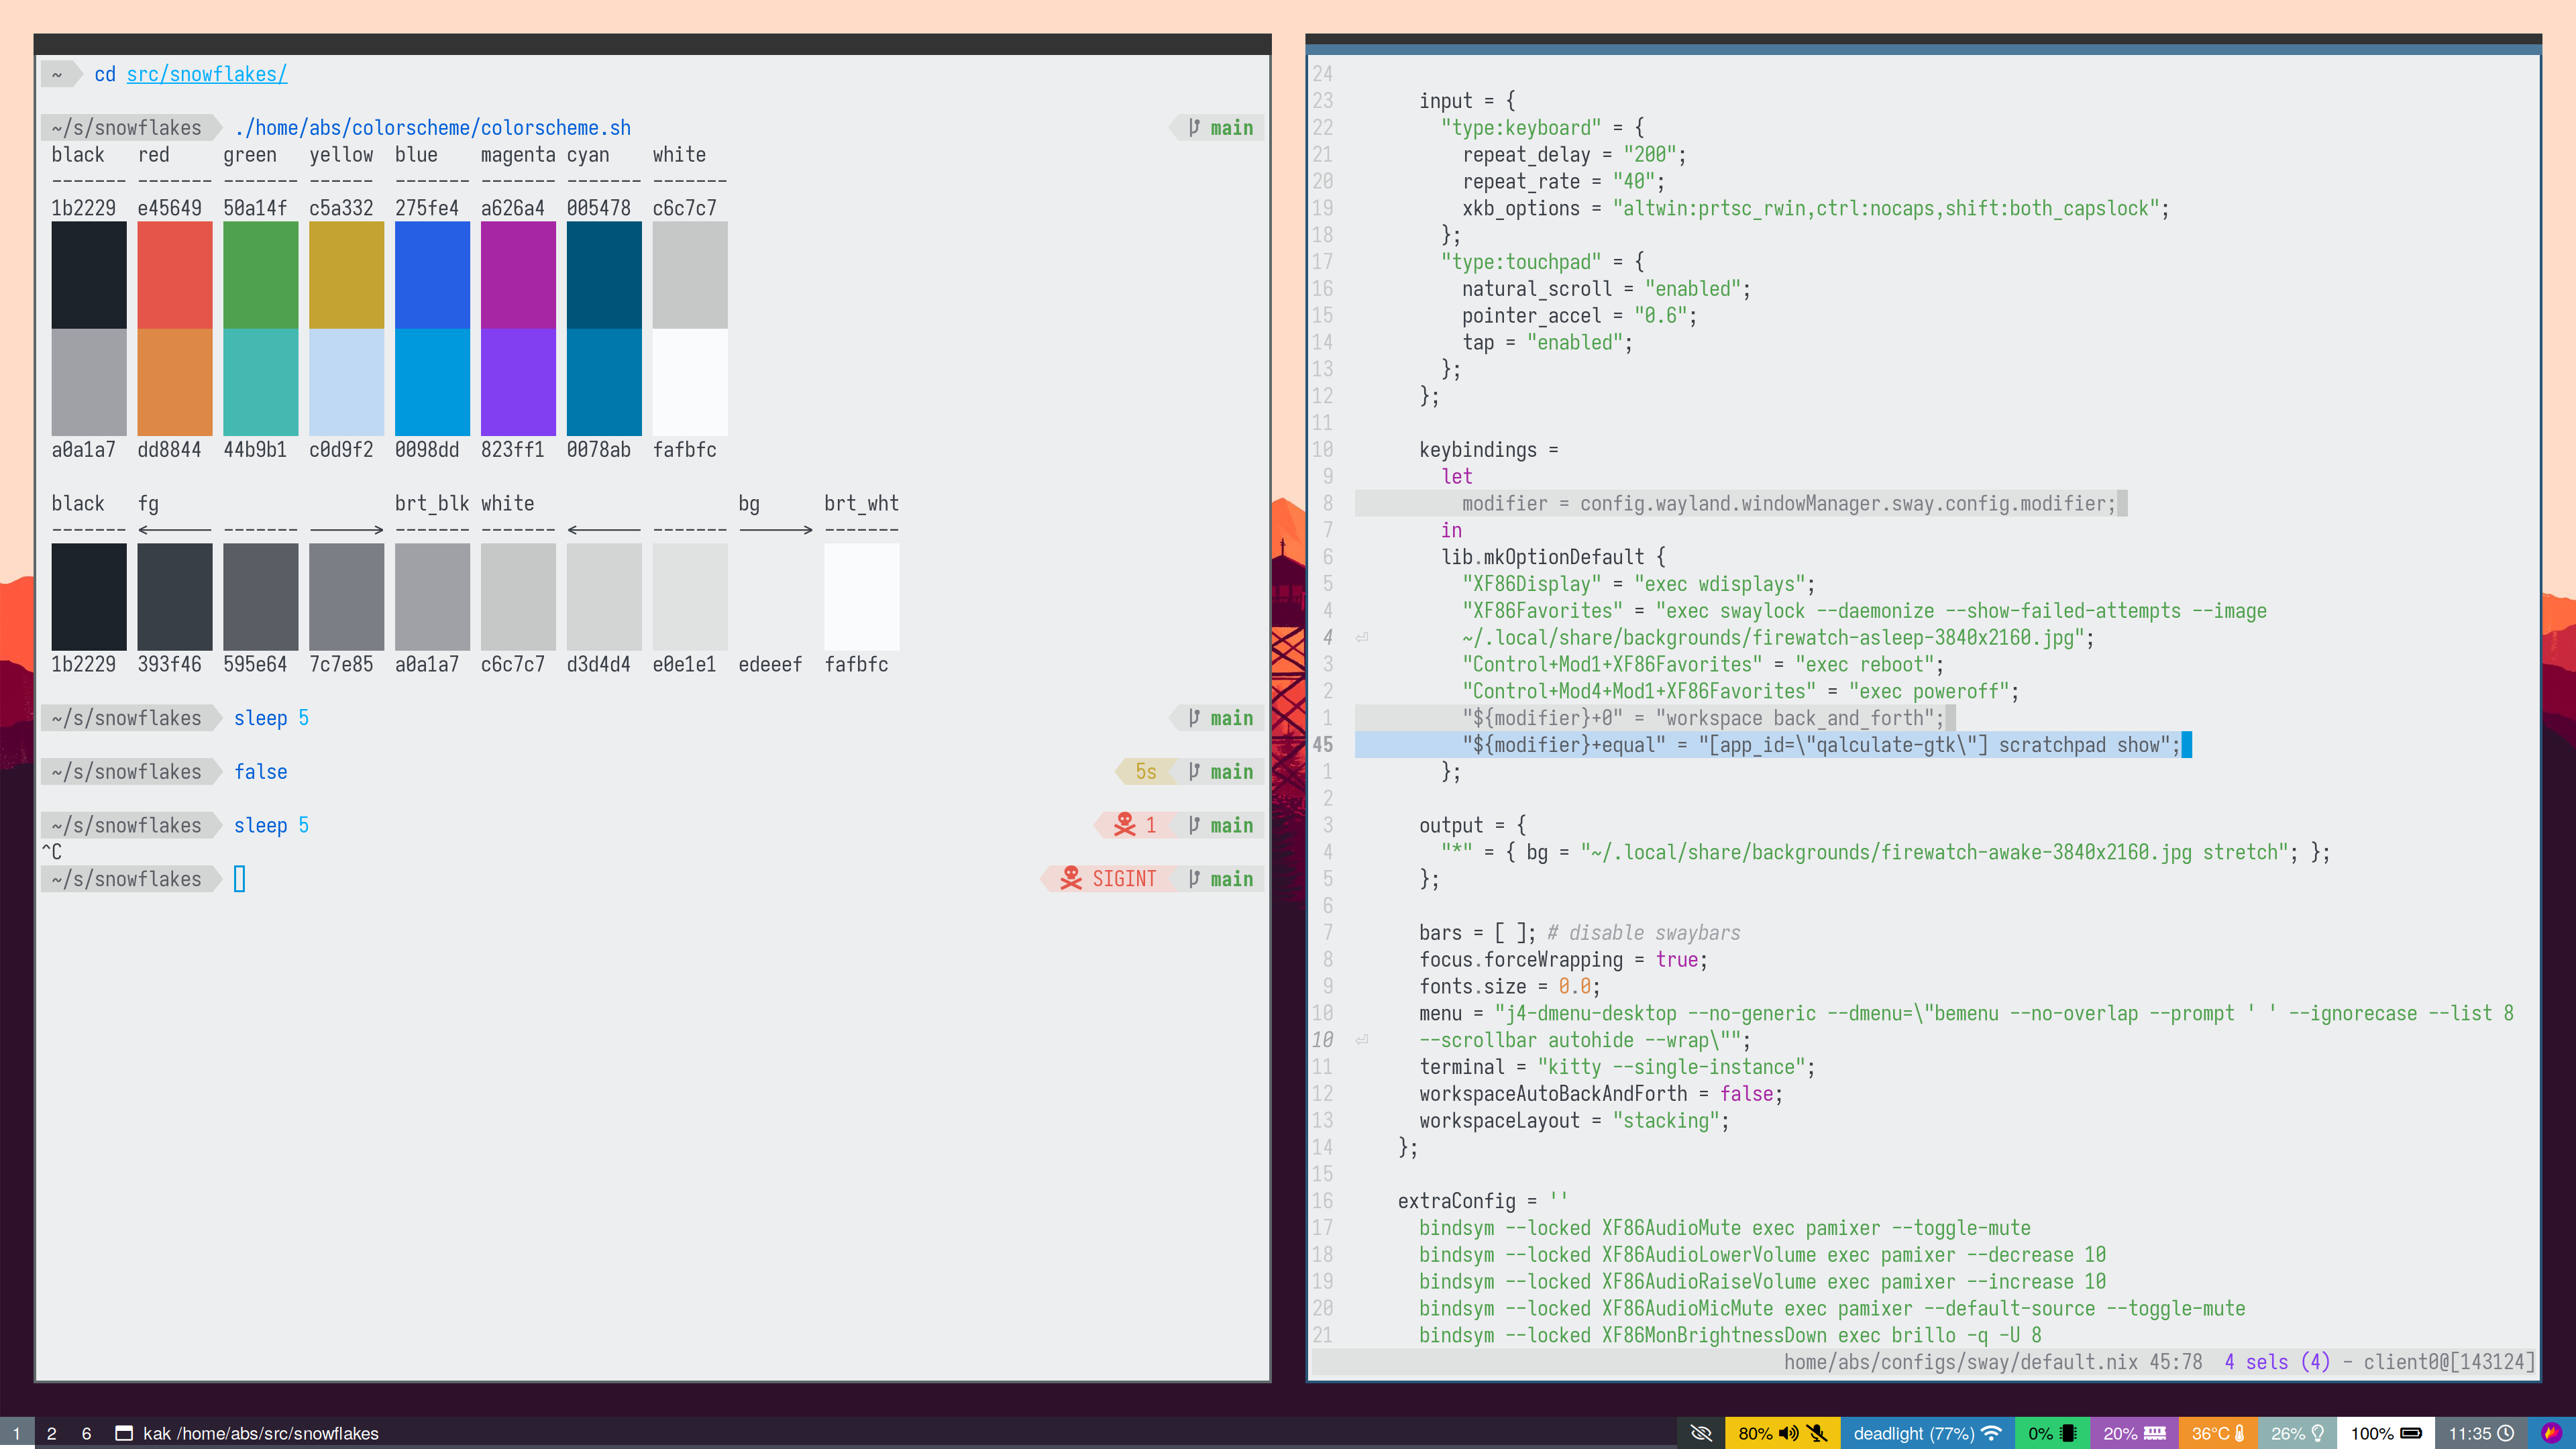 ~ cd src/snowflakes/
~/s/snowflakes ./home/abs/colorscheme/colorscheme.sh main
black red green yellow blue magenta cyan white
------- ------- ------- ------ ------- ------- ------- -------
1b2229 e45649 50a14f c5a332 275fe4 a626a4 005478 c6c7c7
a0a1a7 dd8844 44b9b1 c0d9f2 0098dd 823ff1 0078ab fafbfc
black fg brt_blk white bg brt_wht
------- <------ ------- ------> ------- ------- <------ ------- ------> -------
1b2229 393f46 595e64 7c7e85 a0a1a7 c6c7c7 d3d4d4 e0e1e1 edeeef fafbfc
~/s/snowflakes sleep 5 main
~/s/snowflakes false 5s main
~/s/snowflakes sleep 5 1 main
^C
~/s/snowflakes SIGINT main
24
23 input = {
22 "type:keyboard" = {
21 repeat_delay = "200";
20 repeat_rate = "40";
19 xkb_options = "altwin:prtsc_rwin,ctrl:nocaps,shift:both_capslock";
18 };
17 "type:touchpad" = {
16 natural_scroll = "enabled";
15 pointer_accel = "0.6";
14 tap = "enabled";
13 };
12 };
11
10 keybindings =
9 let
8 modifier = config.wayland.windowManager.sway.config.modifier;
7 in
6 lib.mkOptionDefault {
5 "XF86Display" = "exec wdisplays";
4 "XF86Favorites" = "exec swaylock --daemonize --show-failed-attempts --image
4 ⏎ ~/.local/share/backgrounds/firewatch-asleep-3840x2160.jpg";
3 "Control+Mod1+XF86Favorites" = "exec reboot";
2 "Control+Mod4+Mod1+XF86Favorites" = "exec poweroff";
1 "${modifier}+0" = "workspace back_and_forth";
45 "${modifier}+equal" = "[app_id=\"qalculate-gtk\"] scratchpad show";
1 };
2
3 output = {
4 "*" = { bg = "~/.local/share/backgrounds/firewatch-awake-3840x2160.jpg stretch"; };
5 };
6
7 bars = [ ]; # disable swaybars
8 focus.forceWrapping = true;
9 fonts.size = 0.0;
10 menu = "j4-dmenu-desktop --no-generic --dmenu=\"bemenu --no-overlap --prompt ' ' --ignorecase --list 8
10 ⏎ --scrollbar autohide --wrap\"";
11 terminal = "kitty --single-instance";
12 workspaceAutoBackAndForth = false;
13 workspaceLayout = "stacking";
14 };
15
16 extraConfig = ''
17 bindsym --locked XF86AudioMute exec pamixer --toggle-mute
18 bindsym --locked XF86AudioLowerVolume exec pamixer --decrease 10
19 bindsym --locked XF86AudioRaiseVolume exec pamixer --increase 10
20 bindsym --locked XF86AudioMicMute exec pamixer --default-source --toggle-mute
21 bindsym --locked XF86MonBrightnessDown exec brillo -q -U 8
home/abs/configs/sway/default.nix 45:78 4 sels (4) - client0@[143124]
1 2 6 kak /home/abs/src/snowflakes 80% deadlight (77%) 0% 20% 36°C 26% 100% 11:35